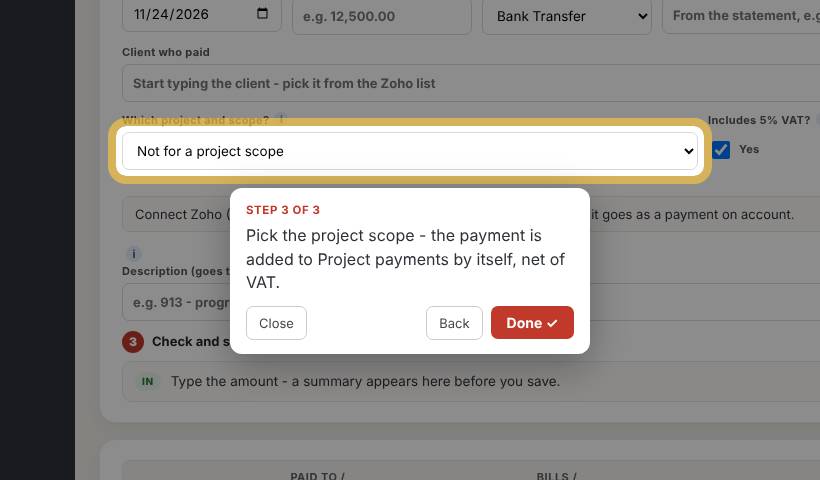 11/24/2026
e.g. 12,500.00
Bank Transfer
From the statement, e.g
Client who paid
Start typing the client - pick it from the Zoho list
Which project and scope? i
Includes 5% VAT?
Not for a project scope
Yes
Connect Zoho (
it goes as a payment on account.
STEP 3 OF 3
Pick the project scope - the payment is
added to Project payments by itself, net of
VAT.
Close
Back
Done ✓
i
Description (goes t
e.g. 913 - progr
3 Check and s
IN Type the amount - a summary appears here before you save.
PAID TO /
BILLS /